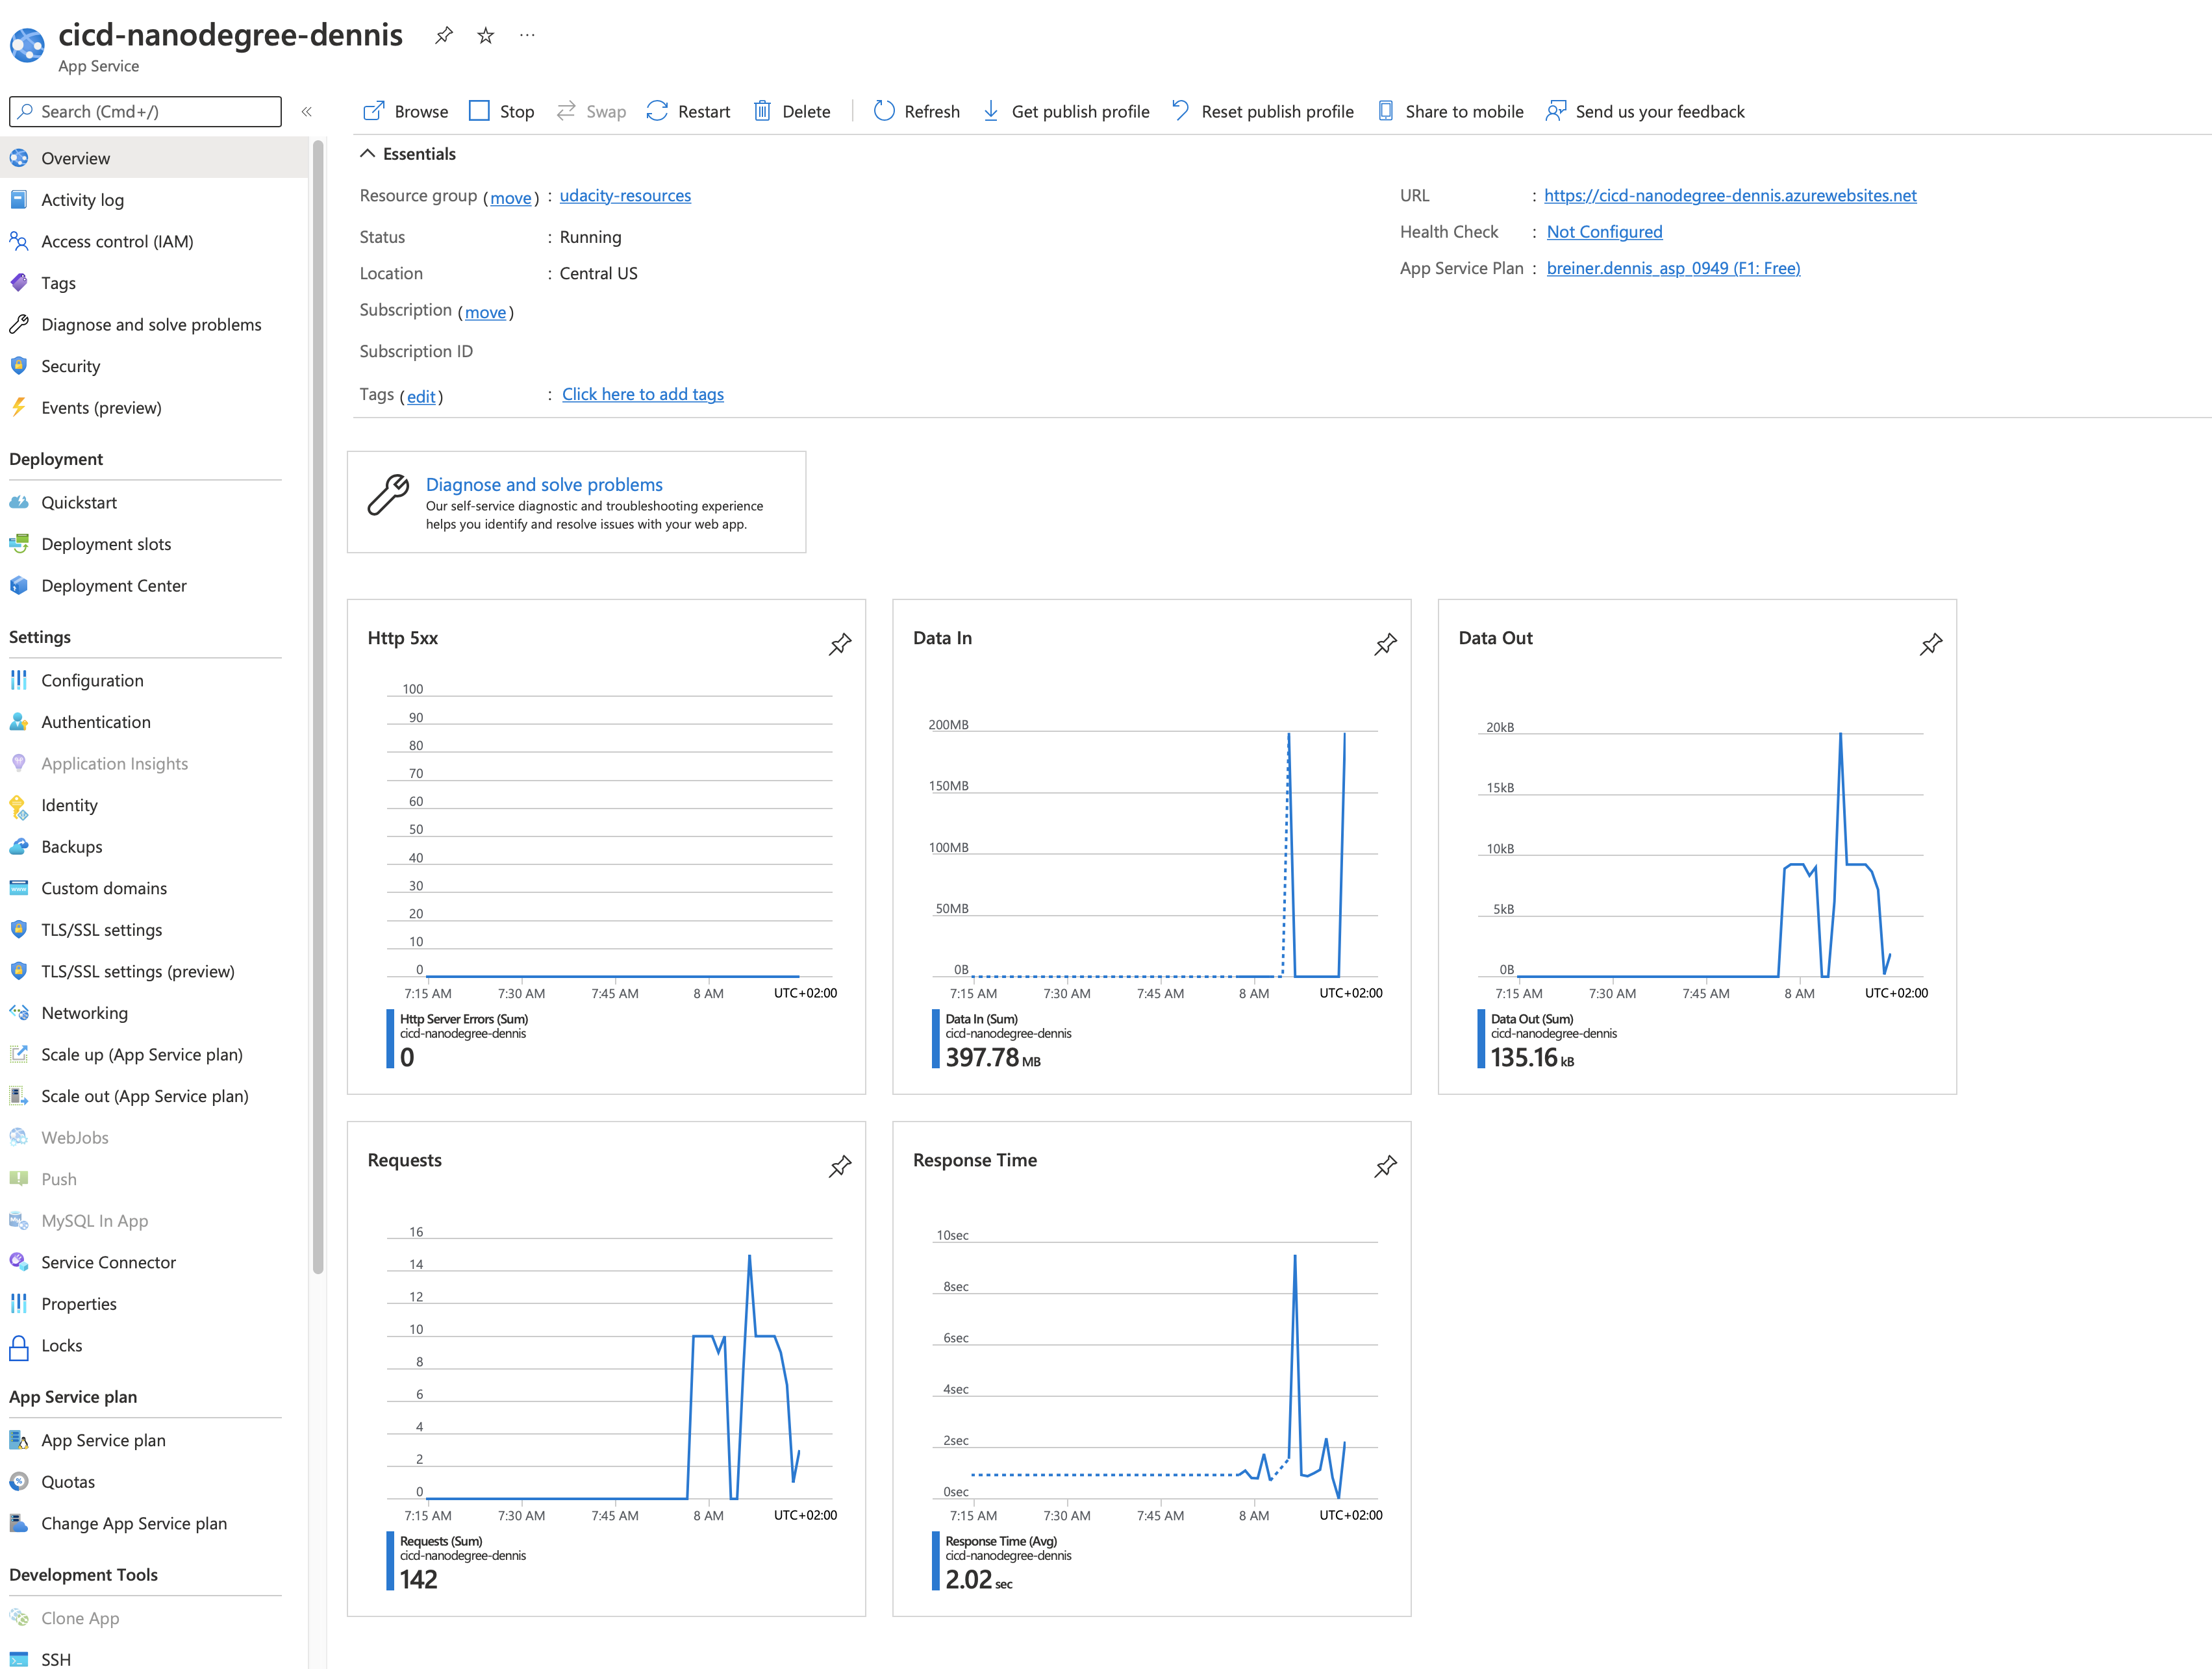 cicd-nanodegree-dennis
App Service
Search (Cmd+/)
Browse Stop Swap Restart Delete Refresh Get publish profile Reset publish profile Share to mobile Send us your feedback
Overview
Activity log
Access control (IAM)
Tags
Diagnose and solve problems
Security
Events (preview)
Deployment
Quickstart
Deployment slots
Deployment Center
Settings
Configuration
Authentication
Application Insights
Identity
Backups
Custom domains
TLS/SSL settings
TLS/SSL settings (preview)
Networking
Scale up (App Service plan)
Scale out (App Service plan)
WebJobs
Push
MySQL In App
Service Connector
Properties
Locks
App Service plan
App Service plan
Quotas
Change App Service plan
Development Tools
Clone App
SSH
Essentials
Resource group (move) : udacity-resources
Status : Running
Location : Central US
Subscription (move)
Subscription ID
Tags (edit) : Click here to add tags
URL : https://cicd-nanodegree-dennis.azurewebsites.net
Health Check : Not Configured
App Service Plan : breiner.dennis_asp_0949 (F1: Free)
Diagnose and solve problems
Our self-service diagnostic and troubleshooting experience
helps you identify and resolve issues with your web app.
Http 5xx
100
90
80
70
60
50
40
30
20
10
0
7:15 AM 7:30 AM 7:45 AM 8 AM UTC+02:00
Http Server Errors (Sum)
cicd-nanodegree-dennis
0
Data In
200MB
150MB
100MB
50MB
0B
7:15 AM 7:30 AM 7:45 AM 8 AM UTC+02:00
Data In (Sum)
cicd-nanodegree-dennis
397.78 MB
Data Out
20kB
15kB
10kB
5kB
0B
7:15 AM 7:30 AM 7:45 AM 8 AM UTC+02:00
Data Out (Sum)
cicd-nanodegree-dennis
135.16 kB
Requests
16
14
12
10
8
6
4
2
0
7:15 AM 7:30 AM 7:45 AM 8 AM UTC+02:00
Requests (Sum)
cicd-nanodegree-dennis
142
Response Time
10sec
8sec
6sec
4sec
2sec
0sec
7:15 AM 7:30 AM 7:45 AM 8 AM UTC+02:00
Response Time (Avg)
cicd-nanodegree-dennis
2.02 sec